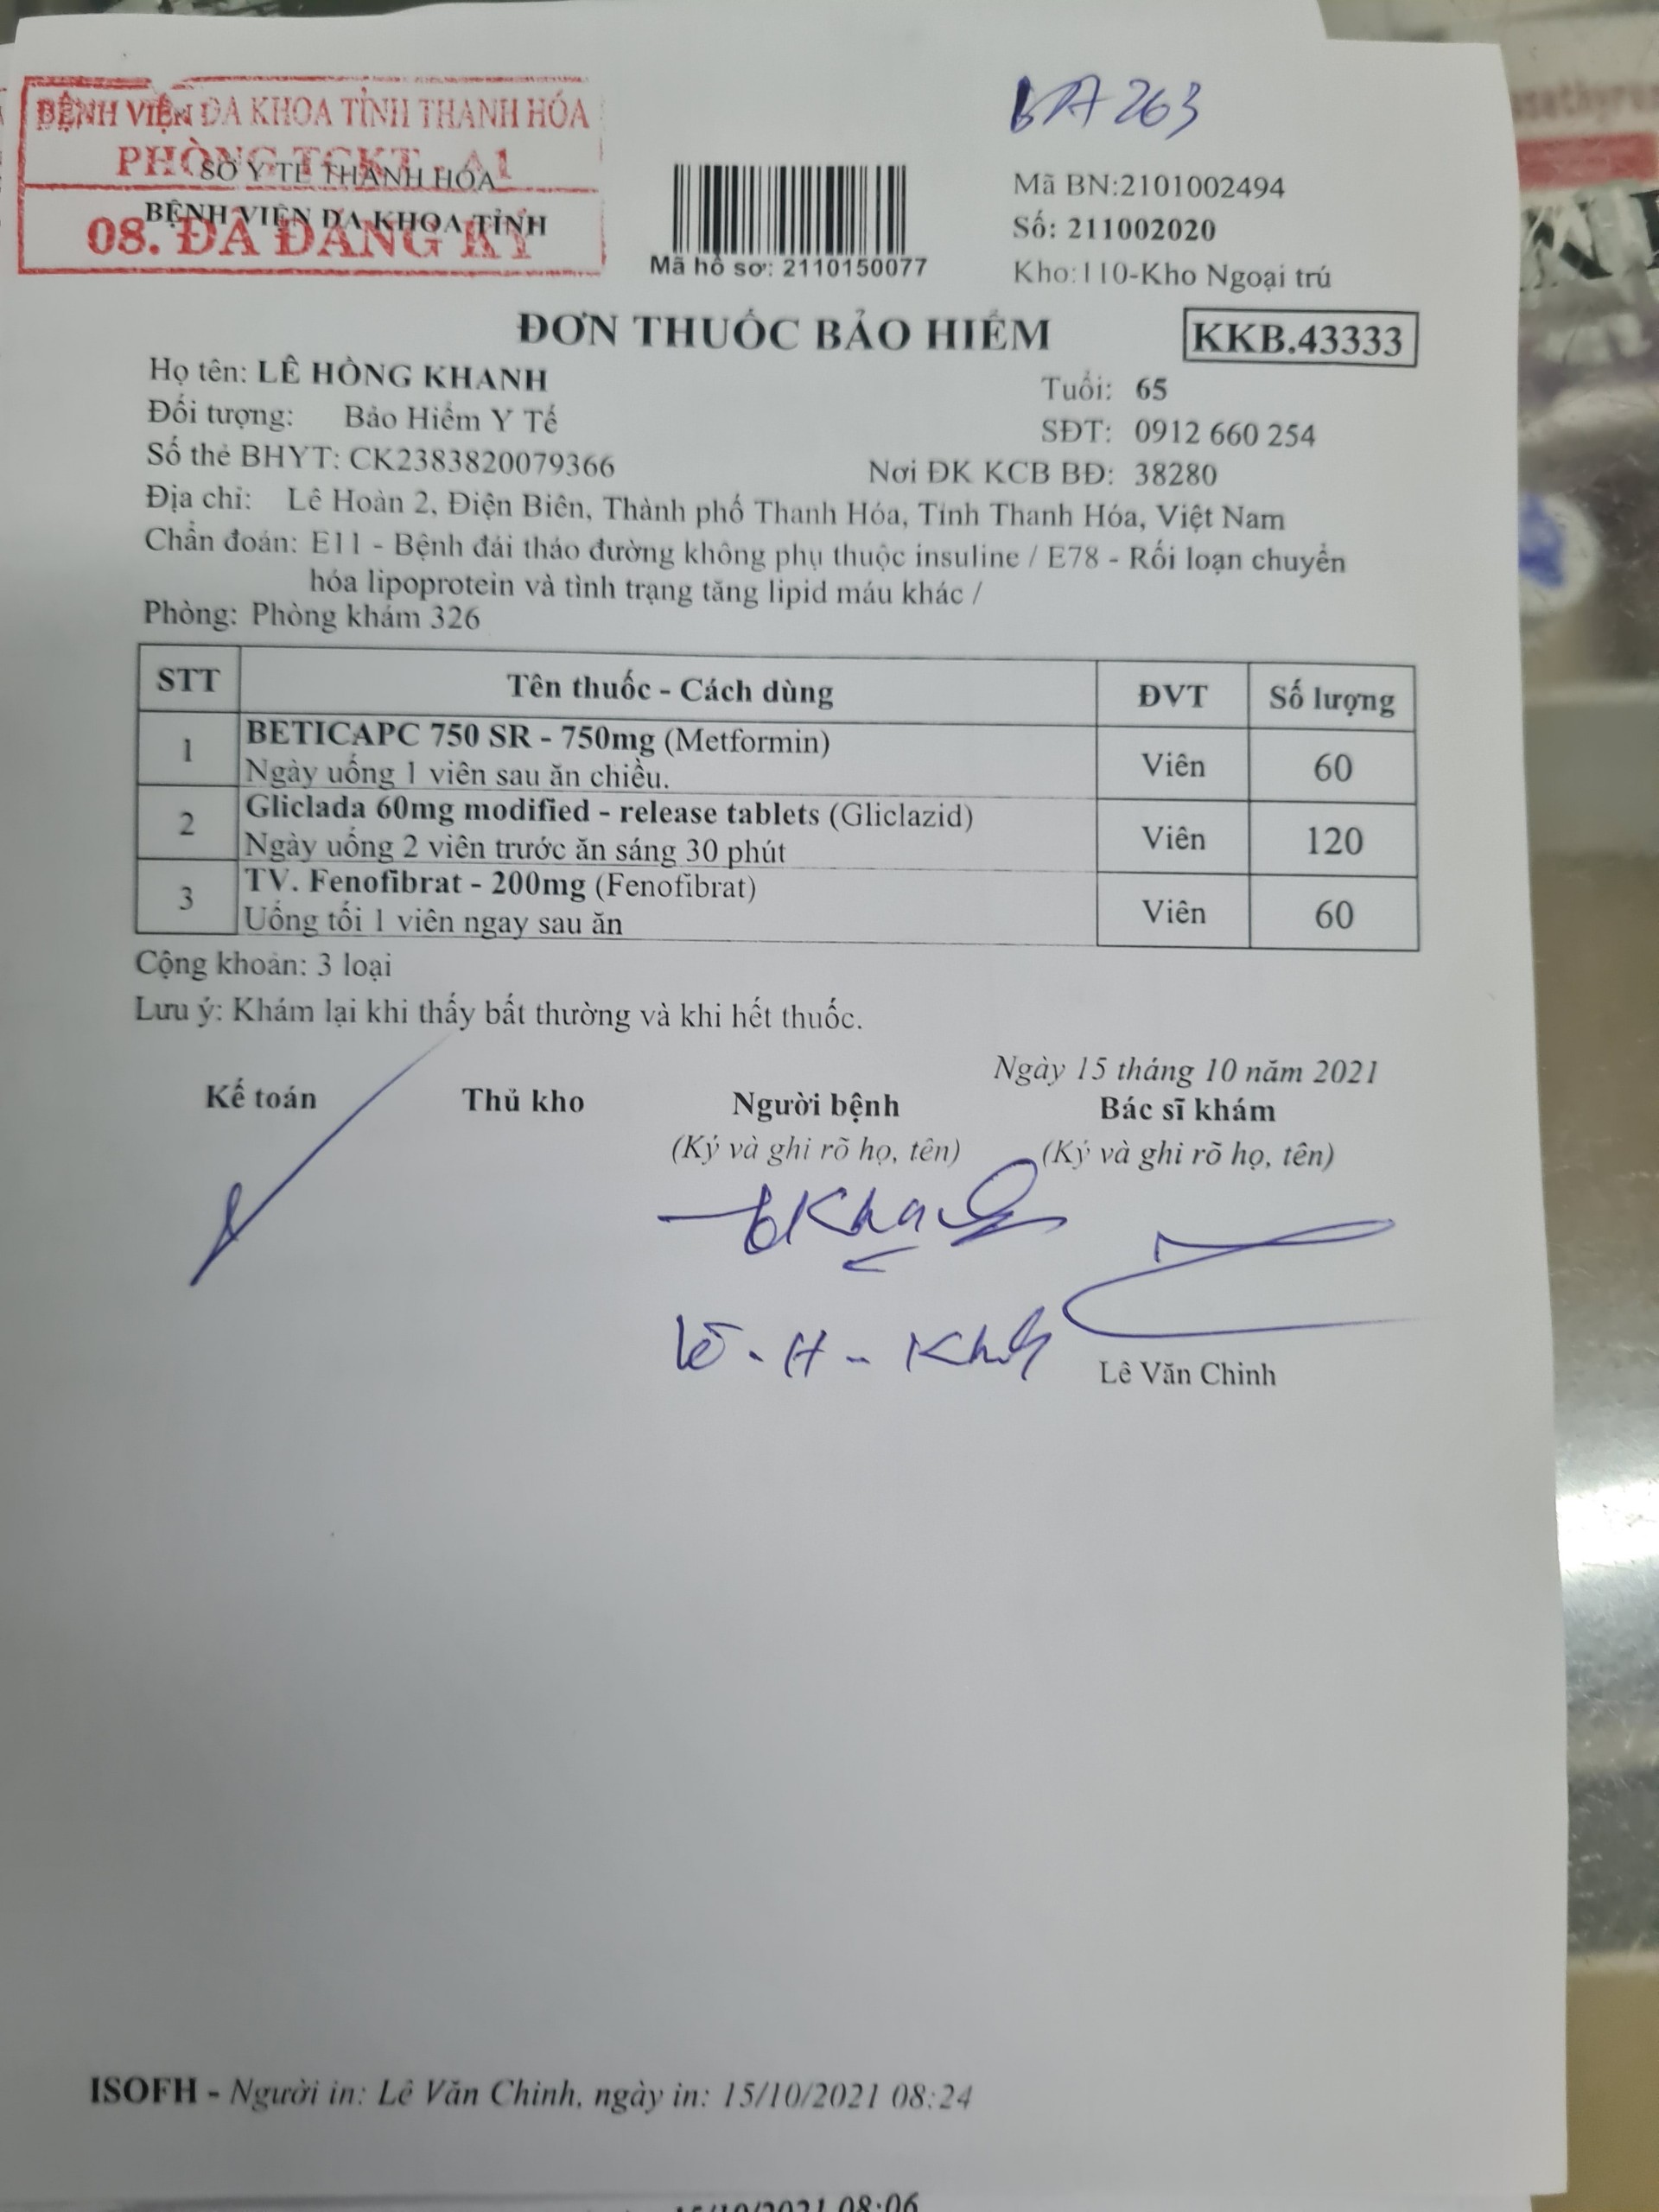 BA 263
BỆNH VIỆN ĐA KHOA TỈNH THANH HÓA
PHÒNG TCKT - A1
08. ĐÃ ĐĂNG KÝ
SỞ Y TẾ THANH HÓA
BỆNH VIỆN ĐA KHOA TỈNH
Mã hồ sơ: 2110150077
Mã BN:2101002494
Số: 211002020
Kho:110-Kho Ngoại trú
ĐƠN THUỐC BẢO HIỂM
KKB.43333
Họ tên: LÊ HỒNG KHANH
Tuổi: 65
Đối tượng: Bảo Hiểm Y Tế
SĐT: 0912 660 254
Số thẻ BHYT: CK2383820079366
Nơi ĐK KCB BĐ: 38280
Địa chỉ: Lê Hoàn 2, Điện Biên, Thành phố Thanh Hóa, Tỉnh Thanh Hóa, Việt Nam
Chẩn đoán: E11 - Bệnh đái tháo đường không phụ thuộc insuline / E78 - Rối loạn chuyển
hóa lipoprotein và tình trạng tăng lipid máu khác /
Phòng: Phòng khám 326
STT Tên thuốc - Cách dùng ĐVT Số lượng
1 BETICAPC 750 SR - 750mg (Metformin) Viên 60
Ngày uống 1 viên sau ăn chiều.
2 Gliclada 60mg modified - release tablets (Gliclazid) Viên 120
Ngày uống 2 viên trước ăn sáng 30 phút
3 TV. Fenofibrat - 200mg (Fenofibrat) Viên 60
Uống tối 1 viên ngay sau ăn
Cộng khoản: 3 loại
Lưu ý: Khám lại khi thấy bất thường và khi hết thuốc.
Ngày 15 tháng 10 năm 2021
Kế toán Thủ kho Người bệnh Bác sĩ khám
(Ký và ghi rõ họ, tên) (Ký và ghi rõ họ, tên)
Lê Văn Chinh
ISOFH - Người in: Lê Văn Chinh, ngày in: 15/10/2021 08:24
15/10/2021 08:06